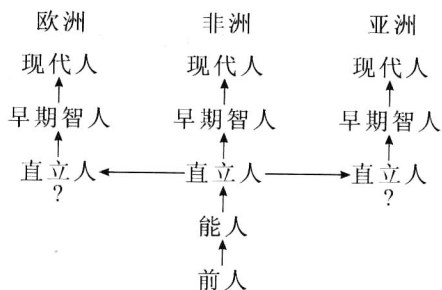 欧洲 非洲 亚洲
现代人 现代人 现代人
早期智人 早期智人 早期智人
直立人 直立人 直立人
? ?
能人
前人